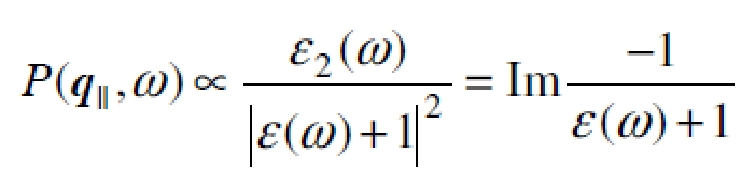 P(q∥,ω) ∝ ε₂(ω) / |ε(ω)+1|² = Im −1 / ε(ω)+1